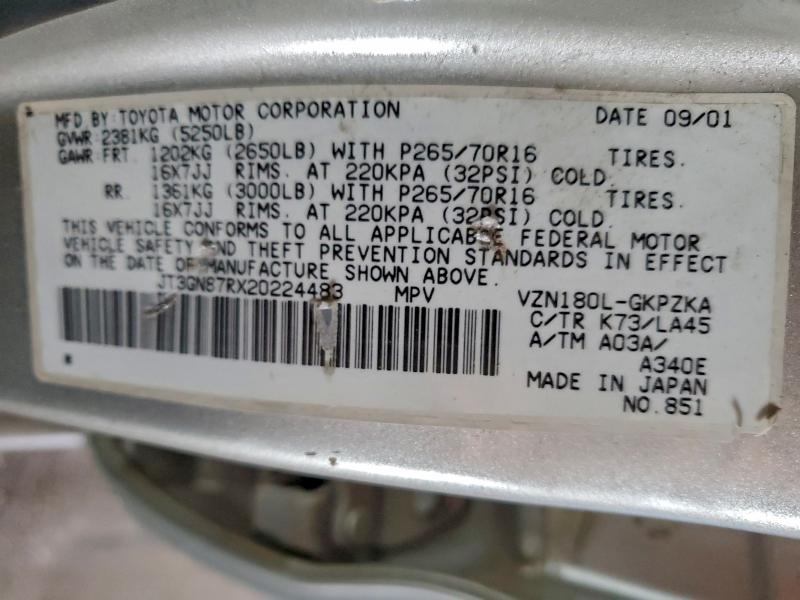 MFD BY:TOYOTA MOTOR CORPORATION DATE 09/01
GVWR:2381KG (5250LB)
GAWR:FRT. 1202KG (2650LB) WITH P265/70R16 TIRES.
16X7JJ RIMS. AT 220KPA (32PSI) COLD.
RR. 1361KG (3000LB) WITH P265/70R16 TIRES.
16X7JJ RIMS. AT 220KPA (32PSI) COLD.
THIS VEHICLE CONFORMS TO ALL APPLICABLE FEDERAL MOTOR
VEHICLE SAFETY AND THEFT PREVENTION STANDARDS IN EFFECT
ON THE DATE OF MANUFACTURE SHOWN ABOVE.
JT3GN87RX20224483 MPV VZN180L-GKPZKA
C/TR K73/LA45
A/TM A03A/
A340E
MADE IN JAPAN
NO.851